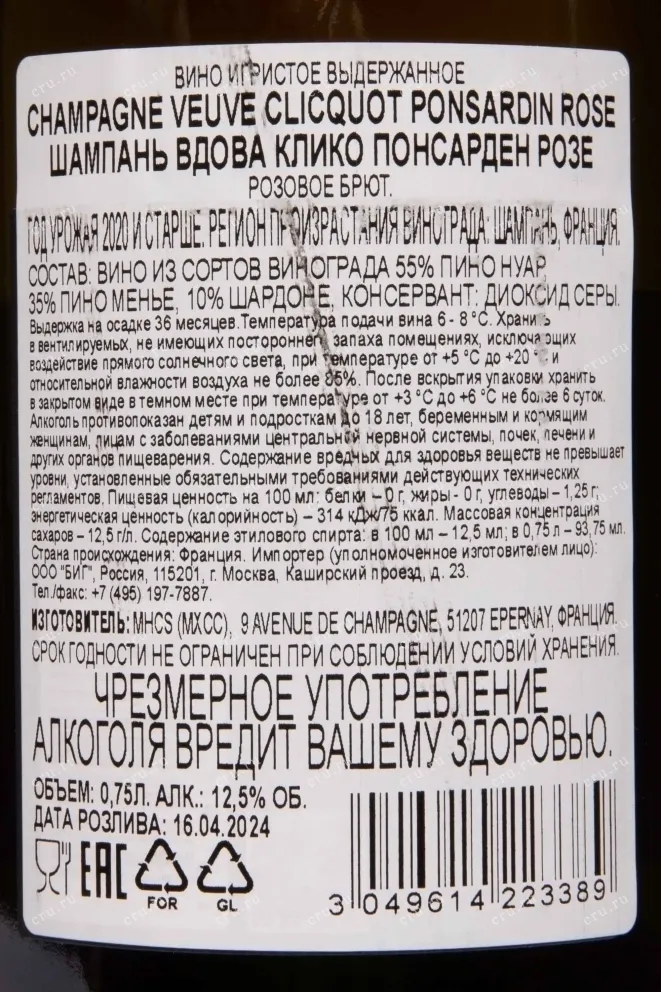 ВИНО ИГРИСТОЕ ВЫДЕРЖАННОЕ
CHAMPAGNE VEUVE CLICQUOT PONSARDIN ROSE
ШАМПАНЬ ВДОВА КЛИКО ПОНСАРДЕН РОЗЕ
РОЗОВОЕ БРЮТ.
ГОД УРОЖАЯ 2020 И СТАРШЕ. РЕГИОН ПРОИЗРАСТАНИЯ ВИНОГРАДА: ШАМПАНЬ, ФРАНЦИЯ.
СОСТАВ: ВИНО ИЗ СОРТОВ ВИНОГРАДА 55% ПИНО НУАР,
35% ПИНО МЕНЬЕ, 10% ШАРДОНЕ, КОНСЕРВАНТ: ДИОКСИД СЕРЫ.
Выдержка на осадке 36 месяцев. Температура подачи вина 6 - 8 °С. Хранить
в вентилируемых, не имеющих постороннего запаха помещениях, исключающих
воздействие прямого солнечного света, при температуре от +5 °С до +20 ° и
относительной влажности воздуха не более 85%. После вскрытия упаковки хранить
в закрытом виде в темном месте при температуре от +3 °С до +6 °С не более 6 суток.
Алкоголь противопоказан детям и подросткам до 18 лет, беременным и кормящим
женщинам, лицам с заболеваниями центральной нервной системы, почек, печени и
других органов пищеварения. Содержание вредных для здоровья веществ не превышает
уровни, установленные обязательными требованиями действующих технических
регламентов. Пищевая ценность на 100 мл: белки – 0 г, жиры - 0 г, углеводы – 1,25 г;
энергетическая ценность (калорийность) – 314 кДж/75 ккал. Массовая концентрация
сахаров – 12,5 г/л. Содержание этилового спирта: в 100 мл – 12,5 мл; в 0,75 л – 93,75 мл.
Страна происхождения: Франция. Импортер (уполномоченное изготовителем лицо):
ООО "БИГ", Россия, 115201, г. Москва, Каширский проезд, д. 23.
Тел./факс: +7 (495) 197-7887.
ИЗГОТОВИТЕЛЬ: MHCS (МХСС), 9 AVENUE DE CHAMPAGNE, 51207 EPERNAY, ФРАНЦИЯ.
СРОК ГОДНОСТИ НЕ ОГРАНИЧЕН ПРИ СОБЛЮДЕНИИ УСЛОВИЙ ХРАНЕНИЯ.
ЧРЕЗМЕРНОЕ УПОТРЕБЛЕНИЕ
АЛКОГОЛЯ ВРЕДИТ ВАШЕМУ ЗДОРОВЬЮ.
ОБЪЕМ: 0,75Л. АЛК.: 12,5% ОБ.
ДАТА РОЗЛИВА: 16.04.2024
EAC
FOR
GL
3 049614 223389